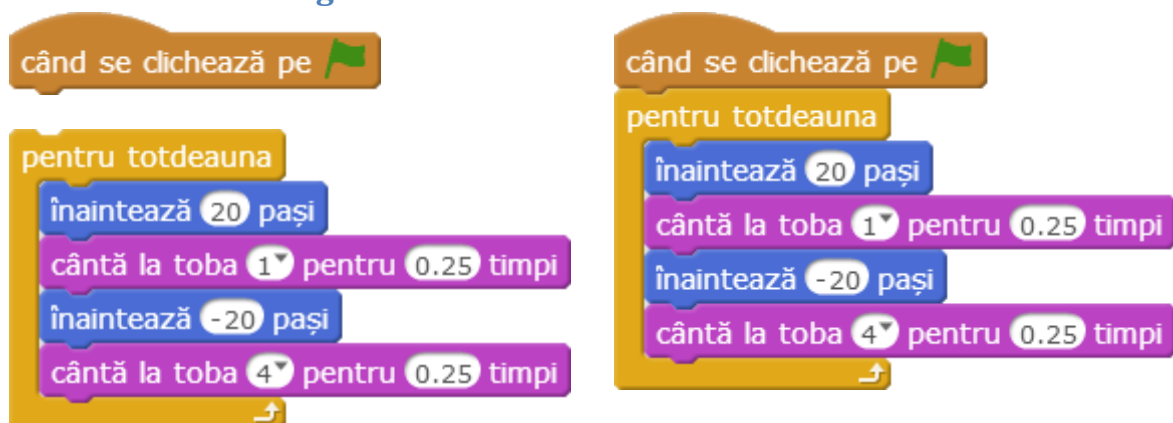 când se clichează pe
pentru totdeauna
înaintează 20 pași
cântă la toba 1 pentru 0.25 timpi
înaintează -20 pași
cântă la toba 4 pentru 0.25 timpi
când se clichează pe
pentru totdeauna
înaintează 20 pași
cântă la toba 1 pentru 0.25 timpi
înaintează -20 pași
cântă la toba 4 pentru 0.25 timpi